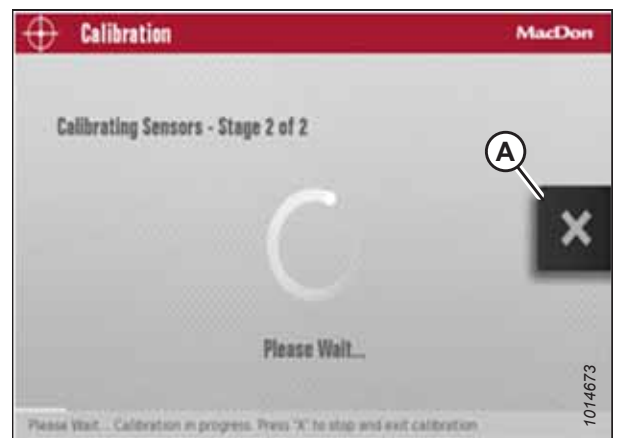 Calibration
MacDon
Calibrating Sensors - Stage 2 of 2
A
X
Please Wait...
1014673
Please Wait... Calibration in progress. Press "X" to stop and exit calibration